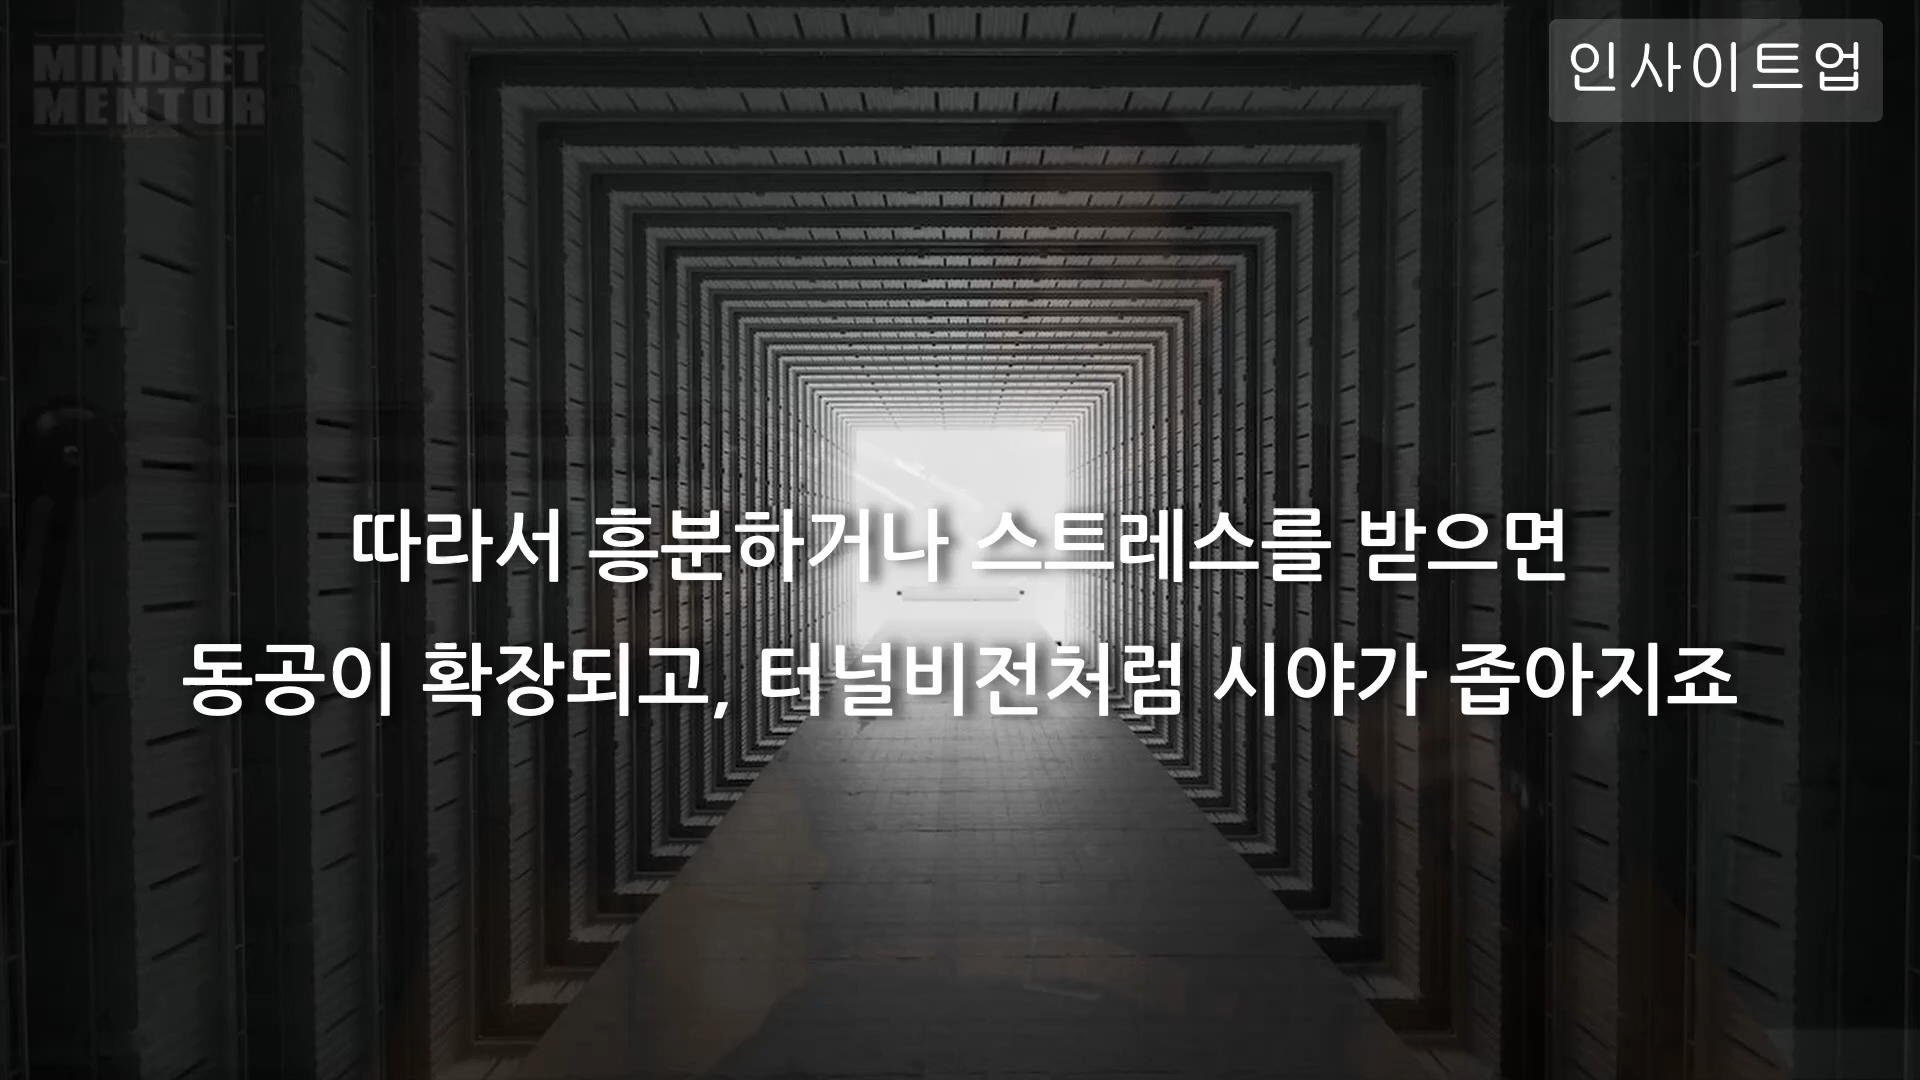 THE
MINDSET
MENTOR
인사이트업
따라서 흥분하거나 스트레스를 받으면
동공이 확장되고, 터널비전처럼 시야가 좁아지죠